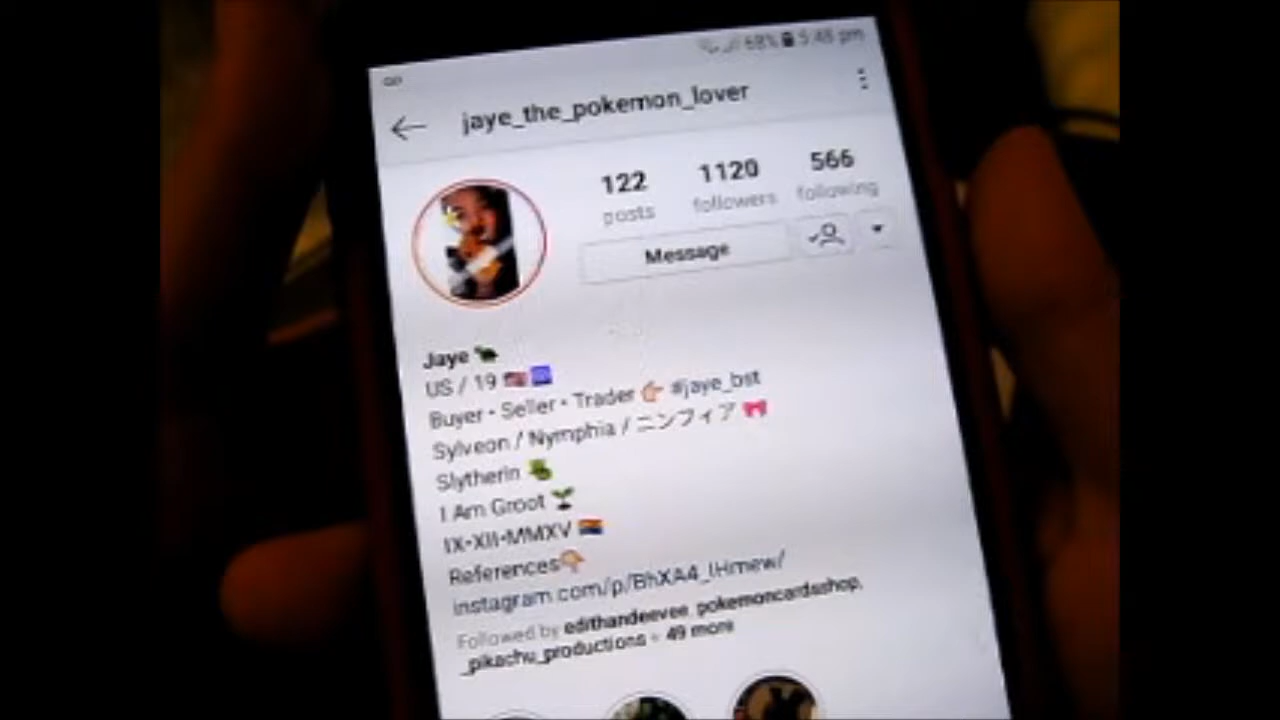 68% 5:48 pm
jaye_the_pokemon_lover
122 1120 566
posts followers following
Message
Jaye
US / 19
Buyer • Seller • Trader 👉 #jaye_bst
Sylveon / Nymphia / ニンフィア 🎀
Slytherin 🐍
I Am Groot 🌱
IX•XII•MMXV 🏳️‍🌈
References👇
instagram.com/p/BhXA4_lHmew/
Followed by edithandeevee, pokemoncardsshop,
_pikachu_productions + 49 more